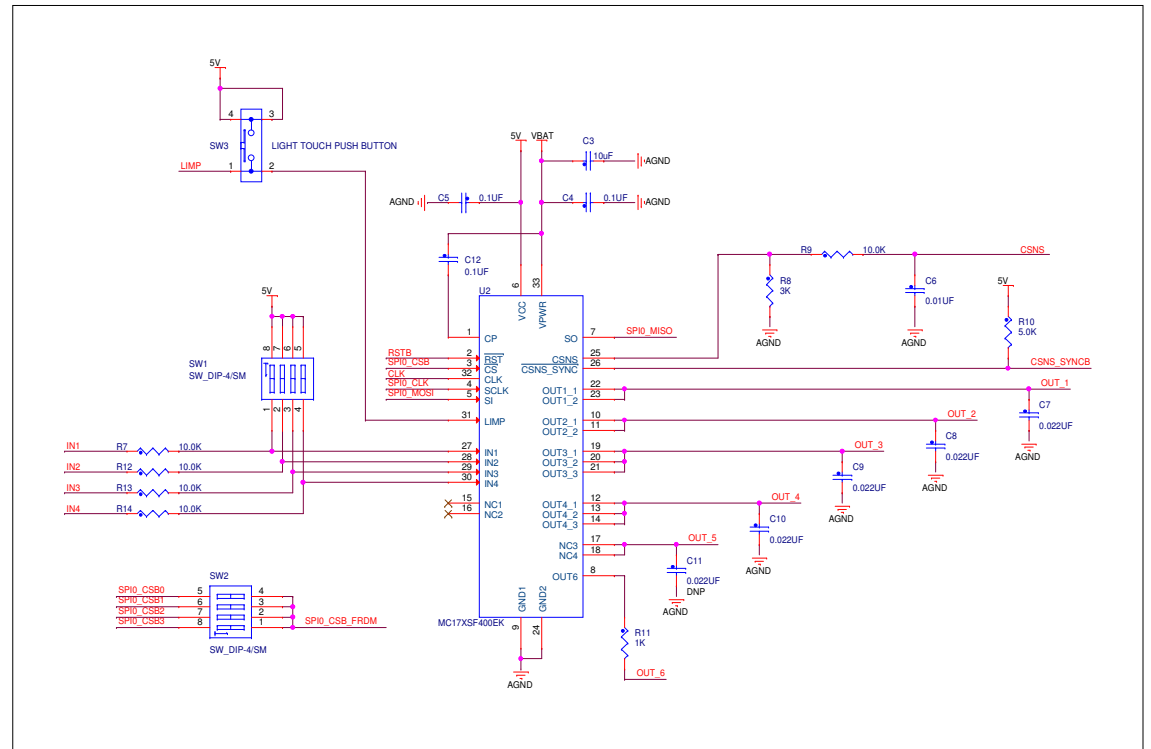 5V
4 3
SW3 LIGHT TOUCH PUSH BUTTON
LIMP 1 2
5V VBAT
C3
10uF AGND
AGND C5 0.1UF C4 0.1UF AGND
C12
0.1UF
R9 10.0K CSNS
R8
3K
C6
0.01UF
5V
R10
5.0K
AGND AGND
6 33
U2
VCC VPWR
1 CP
SO 7 SPI0_MISO
RSTB 2 RST
SPI0_CSB 3 CS
CLK 32 CLK
SPI0_CLK 4 SCLK
SPI0_MOSI 5 SI
31 LIMP
CSNS 25
CSNS_SYNC 26 CSNS_SYNCB
OUT1_1 22 OUT_1
OUT1_2 23
C7
0.022UF
AGND
OUT2_1 10 OUT_2
OUT2_2 11
C8
0.022UF
AGND
5V
8 7 6 5
SW1
SW_DIP-4/SM
1 2 3 4
IN1 R7 10.0K 27 IN1
IN2 R12 10.0K 28 IN2
IN3 R13 10.0K 29 IN3
IN4 R14 10.0K 30 IN4
OUT3_1 19 OUT_3
OUT3_2 20
OUT3_3 21
C9
0.022UF
AGND
15 NC1
16 NC2
OUT4_1 12 OUT_4
OUT4_2 13
OUT4_3 14
C10
0.022UF
AGND
NC3 17 OUT_5
NC4 18
C11
0.022UF
DNP
AGND
OUT6 8
R11
1K
OUT_6
GND1 GND2
MC17XSF400EK
9 24
AGND
SW2
SPI0_CSB0 5 4
SPI0_CSB1 6 3
SPI0_CSB2 7 2
SPI0_CSB3 8 1 SPI0_CSB_FRDM
SW_DIP-4/SM